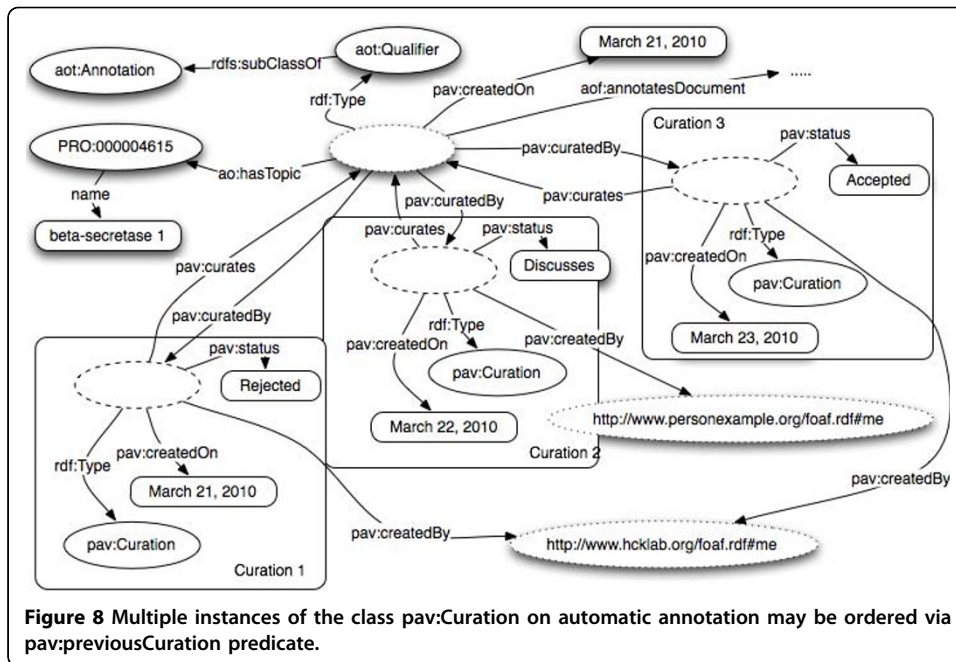 March 21, 2010
aot:Qualifier
aot:Annotation
rdfs:subClassOf
pav:createdOn
aof:annotatesDocument
.....
rdf:Type
Curation 3
PRO:000004615
pav:curatedBy
pav:status
ao:hasTopic
Accepted
name
pav:curatedBy
pav:curates
beta-secretase 1
pav:curates
pav:status
rdf:Type
pav:curates
pav:createdOn
Discusses
pav:Curation
pav:curatedBy
rdf:Type
pav:createdOn
pav:createdBy
March 23, 2010
pav:status
pav:Curation
Rejected
http://www.personexample.org/foaf.rdf#me
March 22, 2010
Curation 2
pav:createdOn
rdf:Type
pav:createdBy
March 21, 2010
pav:createdBy
http://www.hcklab.org/foaf.rdf#me
pav:Curation
Curation 1
Figure 8 Multiple instances of the class pav:Curation on automatic annotation may be ordered via
pav:previousCuration predicate.